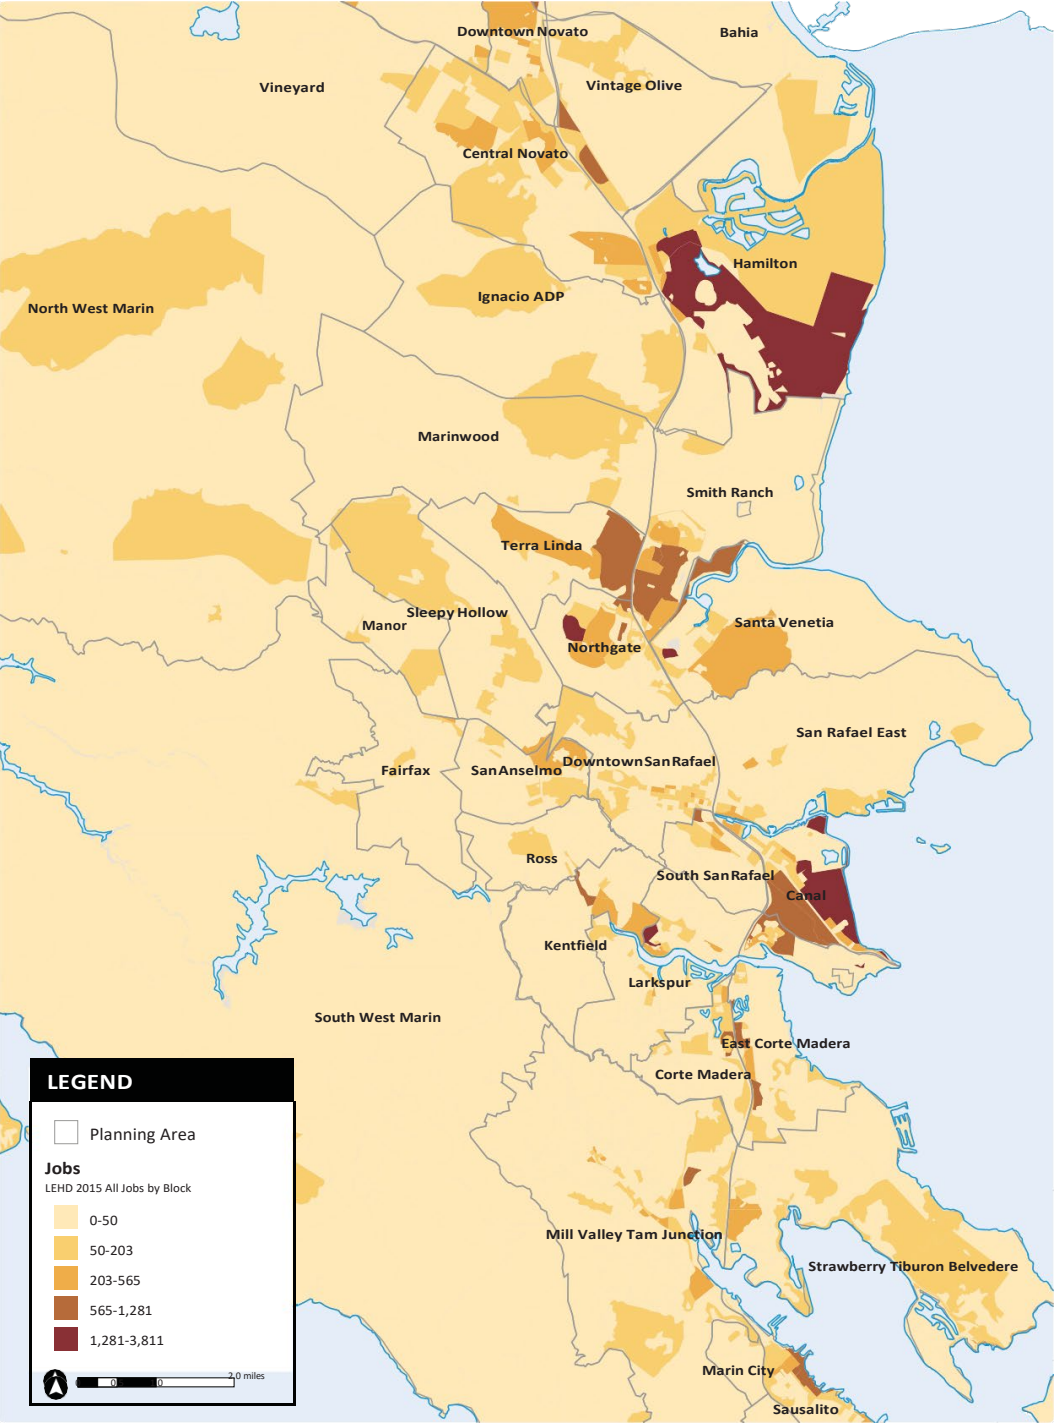 Downtown Novato
Bahia
Vineyard
Vintage Olive
Central Novato
Hamilton
Ignacio ADP
North West Marin
Marinwood
Smith Ranch
Terra Linda
Sleepy Hollow
Manor
Santa Venetia
Northgate
San Rafael East
Downtown San Rafael
Fairfax
San Anselmo
Ross
South San Rafael
Canal
Kentfield
Larkspur
South West Marin
East Corte Madera
Corte Madera
Mill Valley Tam Junction
Strawberry Tiburon Belvedere
Marin City
Sausalito
LEGEND
Planning Area
Jobs
LEHD 2015 All Jobs by Block
0-50
50-203
203-565
565-1,281
1,281-3,811
2.0 miles